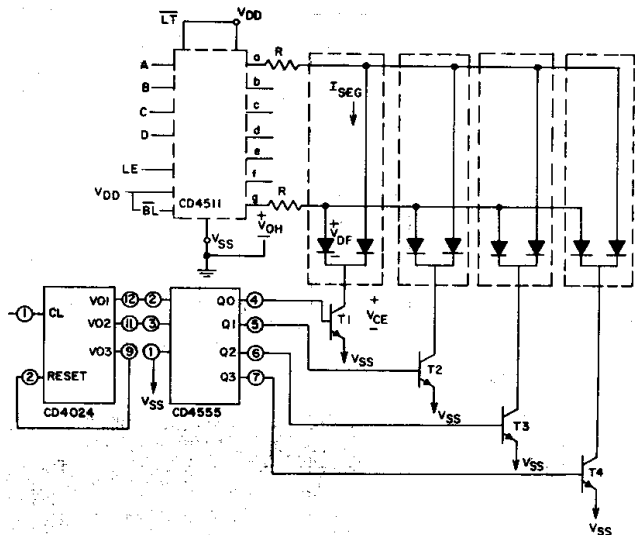 LT VDD
A a R
B b
C c I SEG
D d
e
LE f
VDD g R
BL CD4511 + VOH -
VSS
+ VDF -
1 CL VO1 12 2 Q0 4 T1 + VCE -
VO2 11 3 Q1 5 VSS
VO3 9 1 Q2 6 T2
2 RESET Q3 7 VSS
VSS
CD4024 CD4555
T3
VSS
T4
VSS